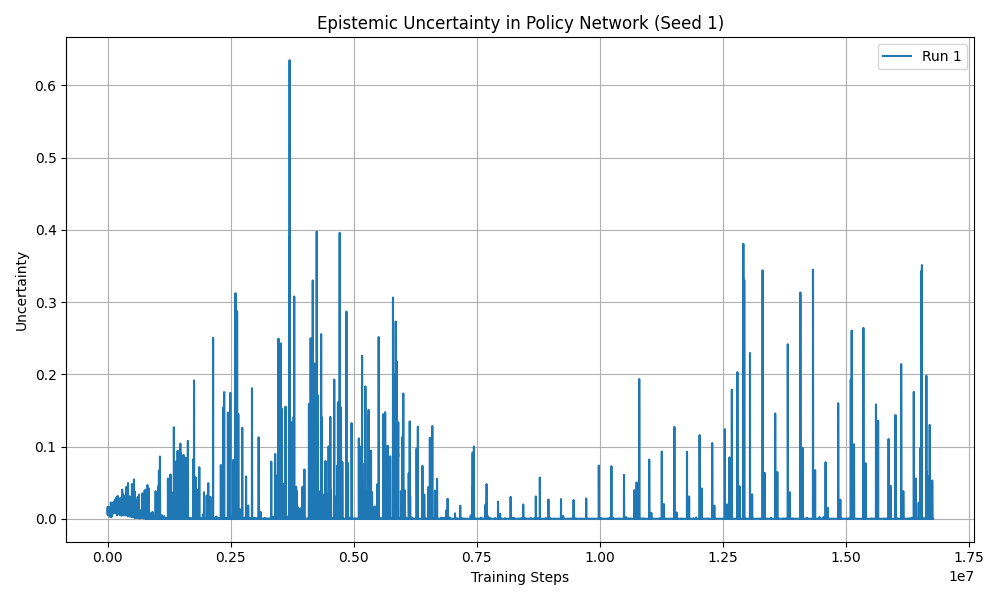 Epistemic Uncertainty in Policy Network (Seed 1)
Run 1
Uncertainty
0.6
0.5
0.4
0.3
0.2
0.1
0.0
0.00 0.25 0.50 0.75 1.00 1.25 1.50 1.75
1e7
Training Steps